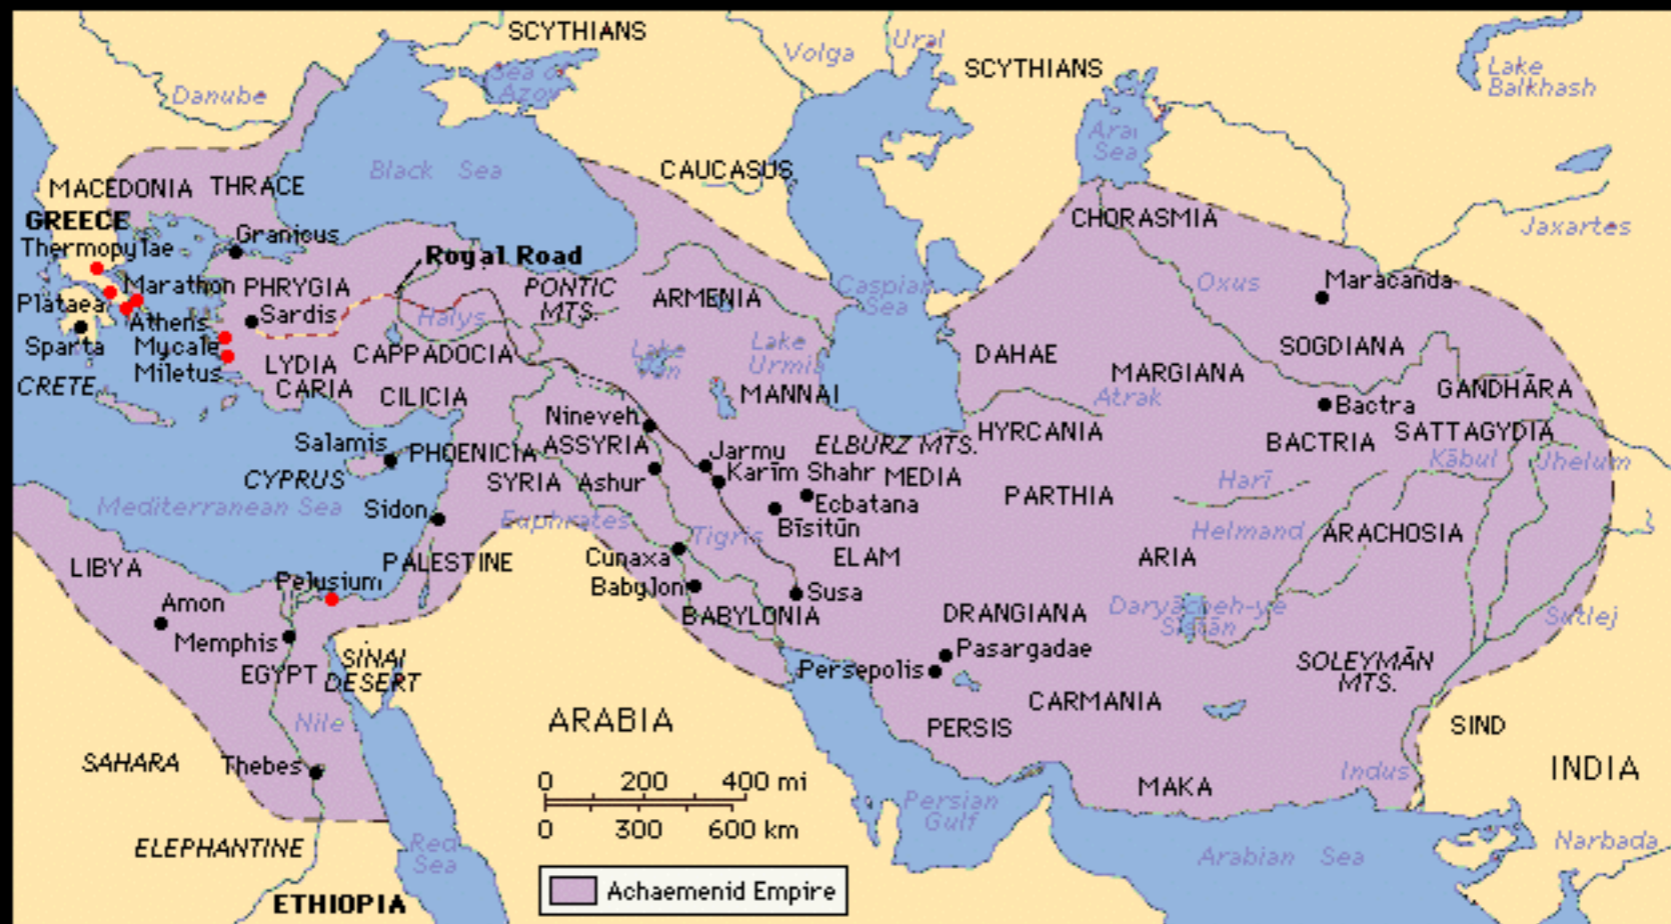 SCYTHIANS
Volga
Ural
SCYTHIANS
Lake
Balkhash
Danube
Sea of
Azov
Aral
Sea
Black Sea
CAUCASUS
MACEDONIA
THRACE
CHORASMIA
Jaxartes
GREECE
Thermopylae
Granicus
Royal Road
Caspian
Sea
Oxus
Maracanda
Marathon
PHRYGIA
PONTIC
MTS.
ARMENIA
Plataea
Sardis
Halys
Athens
Sparta
Mycale
Miletus
LYDIA
CAPPADOCIA
Lake
Van
Lake
Urmia
DAHAE
SOGDIANA
MARGIANA
CRETE
CARIA
CILICIA
MANNAI
Atrak
GANDHĀRA
Bactra
Nineveh
Salamis
PHOENICIA
ASSYRIA
Jarmu
ELBURZ MTS.
HYRCANIA
BACTRIA
SATTAGYDIA
CYPRUS
SYRIA
Ashur
Karīm Shahr
MEDIA
Harī
Kābul
Jhelum
Mediterranean Sea
Sidon
Euphrates
Tigris
Ecbatana
Bīsitūn
PARTHIA
Helmand
ARACHOSIA
LIBYA
PALESTINE
Cunaxa
ELAM
ARIA
Pelusium
Babylon
Susa
Amon
BABYLONIA
DRANGIANA
Daryācheh-ye
Sīstān
Sutlej
Memphis
SINAI
DESERT
EGYPT
Pasargadae
Persepolis
SOLEYMĀN
MTS.
Nile
ARABIA
CARMANIA
PERSIS
SIND
SAHARA
Thebes
0 200 400 mi
0 300 600 km
MAKA
Indus
INDIA
Persian
Gulf
ELEPHANTINE
Red
Sea
Arabian Sea
Narbada
ETHIOPIA
Achaemenid Empire